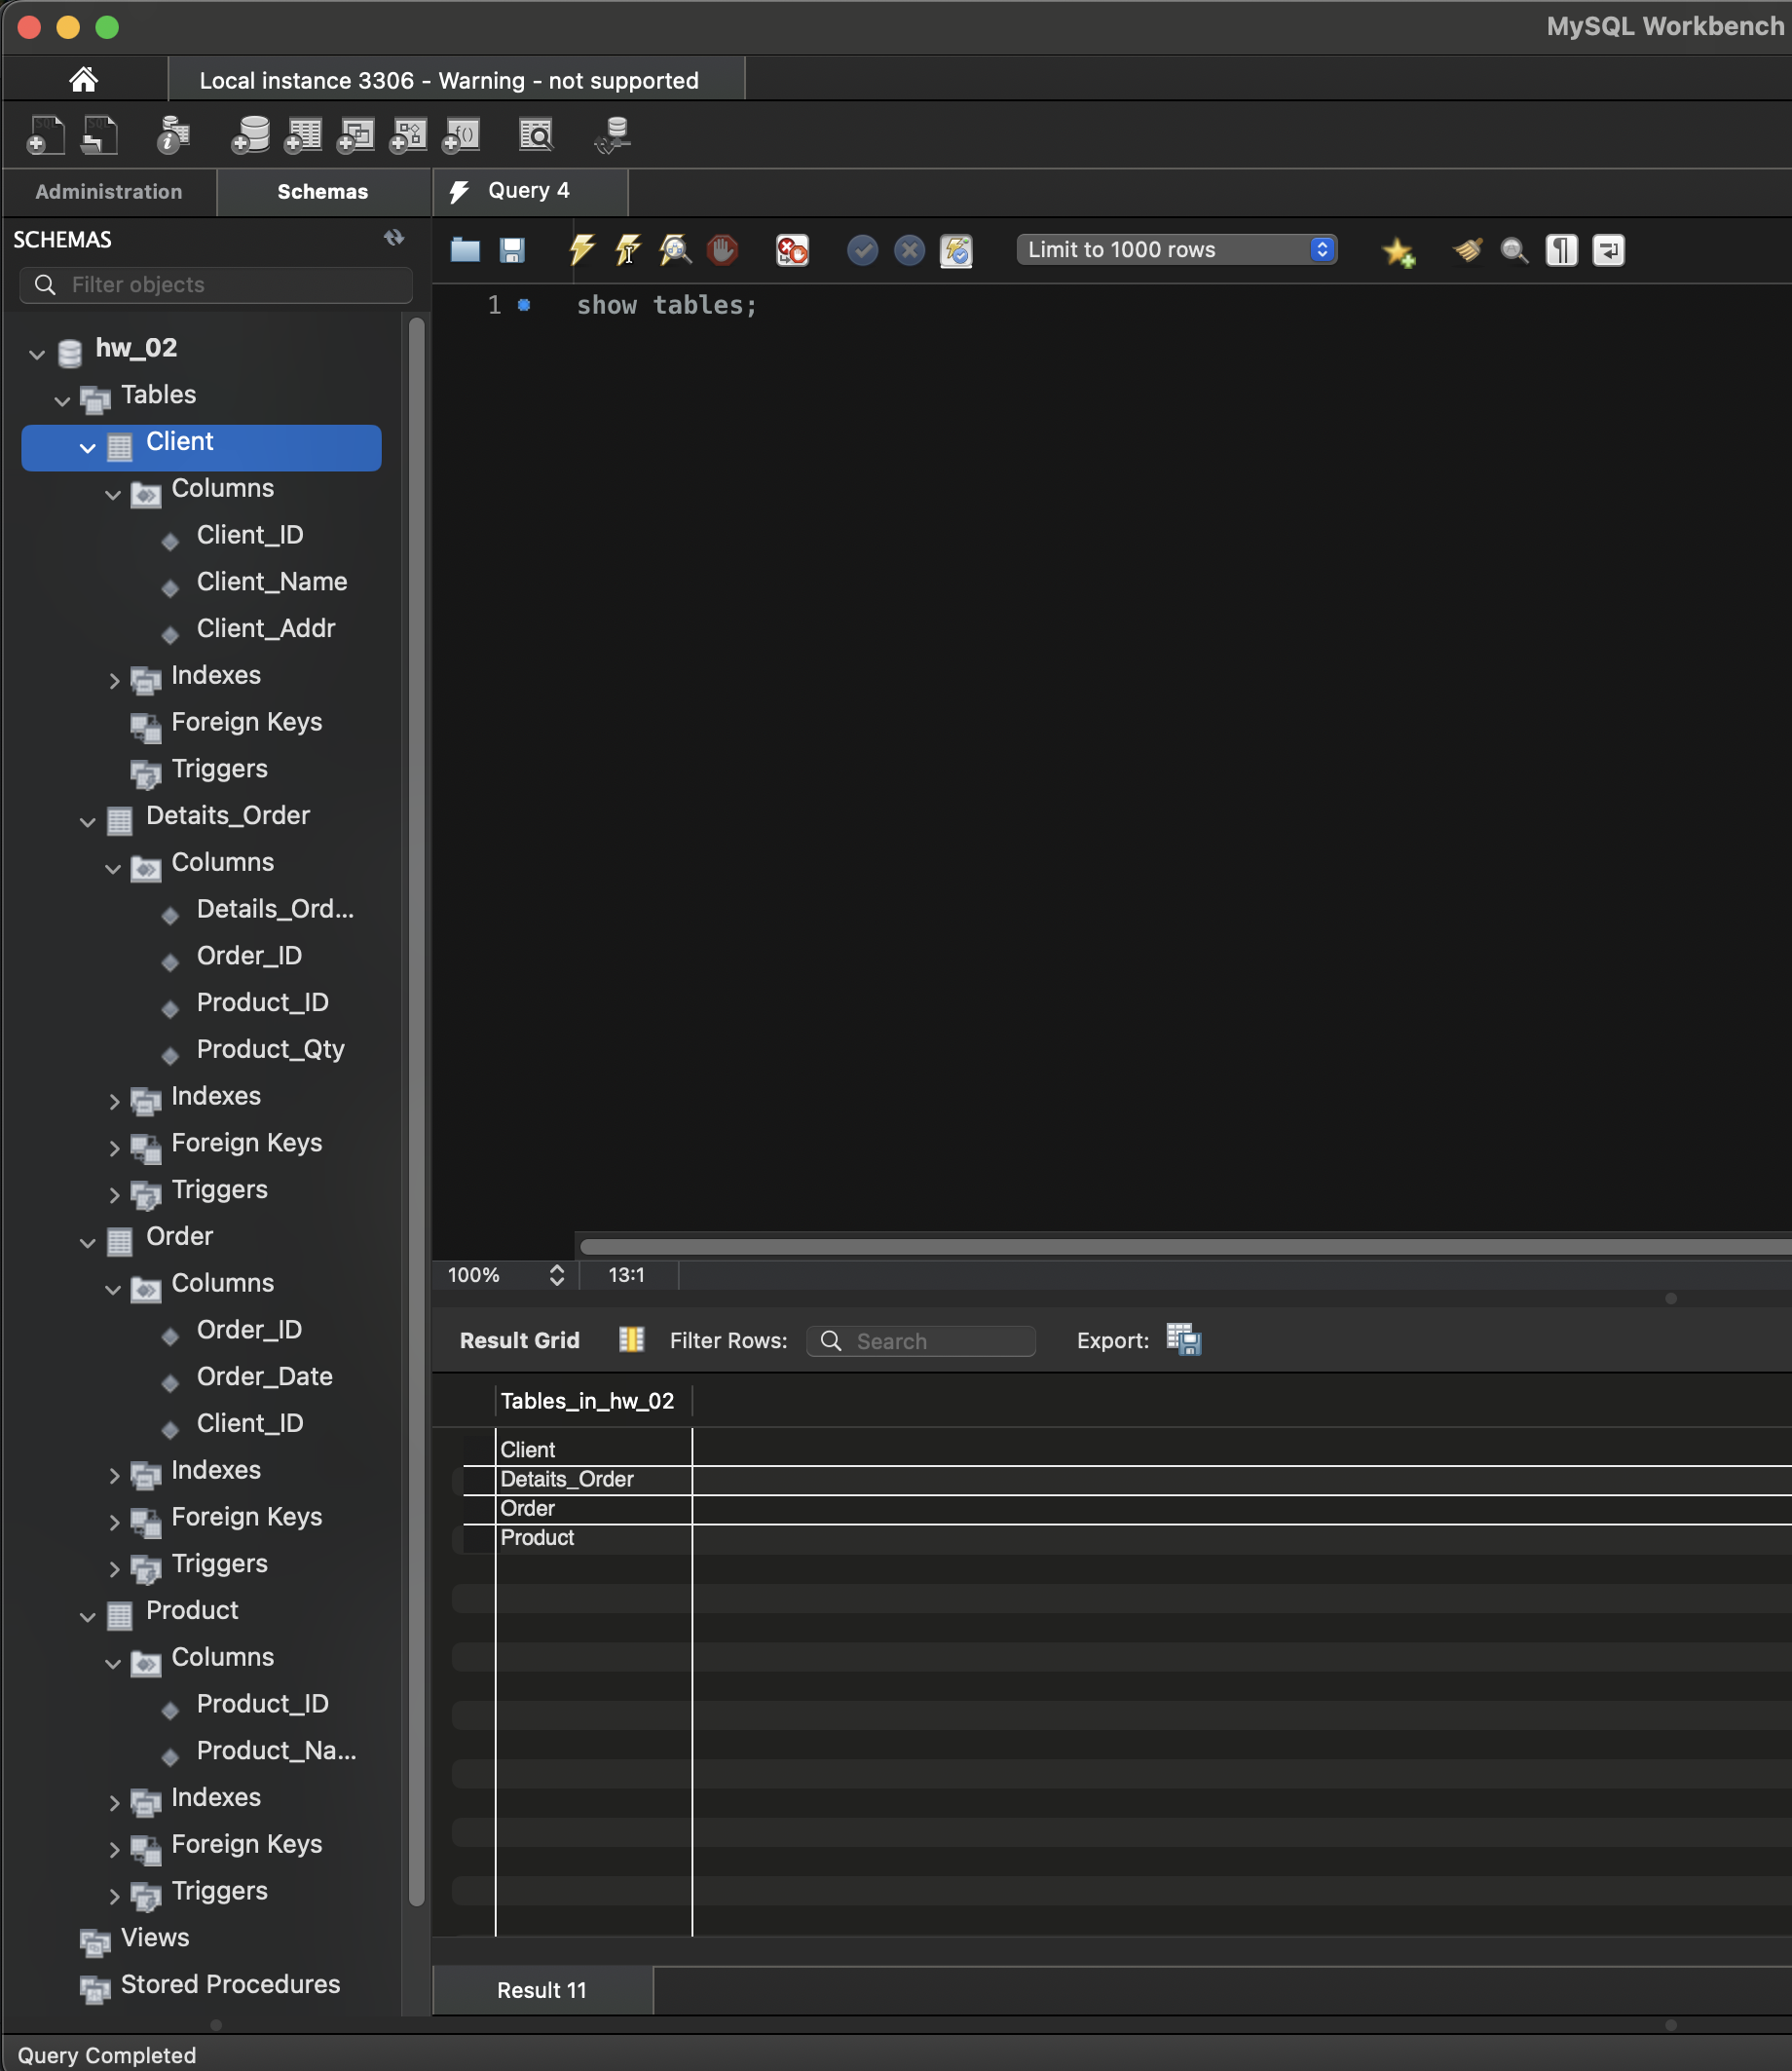 MySQL Workbench
Local instance 3306 - Warning - not supported
Administration
Schemas
Query 4
SCHEMAS
Filter objects
Limit to 1000 rows
1 show tables;
hw_02
Tables
Client
Columns
Client_ID
Client_Name
Client_Addr
Indexes
Foreign Keys
Triggers
Detaits_Order
Columns
Details_Ord...
Order_ID
Product_ID
Product_Qty
Indexes
Foreign Keys
Triggers
Order
Columns
Order_ID
Order_Date
Client_ID
Indexes
Foreign Keys
Triggers
Product
Columns
Product_ID
Product_Na...
Indexes
Foreign Keys
Triggers
Views
Stored Procedures
100% 13:1
Result Grid Filter Rows: Search Export:
Tables_in_hw_02
Client
Detaits_Order
Order
Product
Result 11
Query Completed